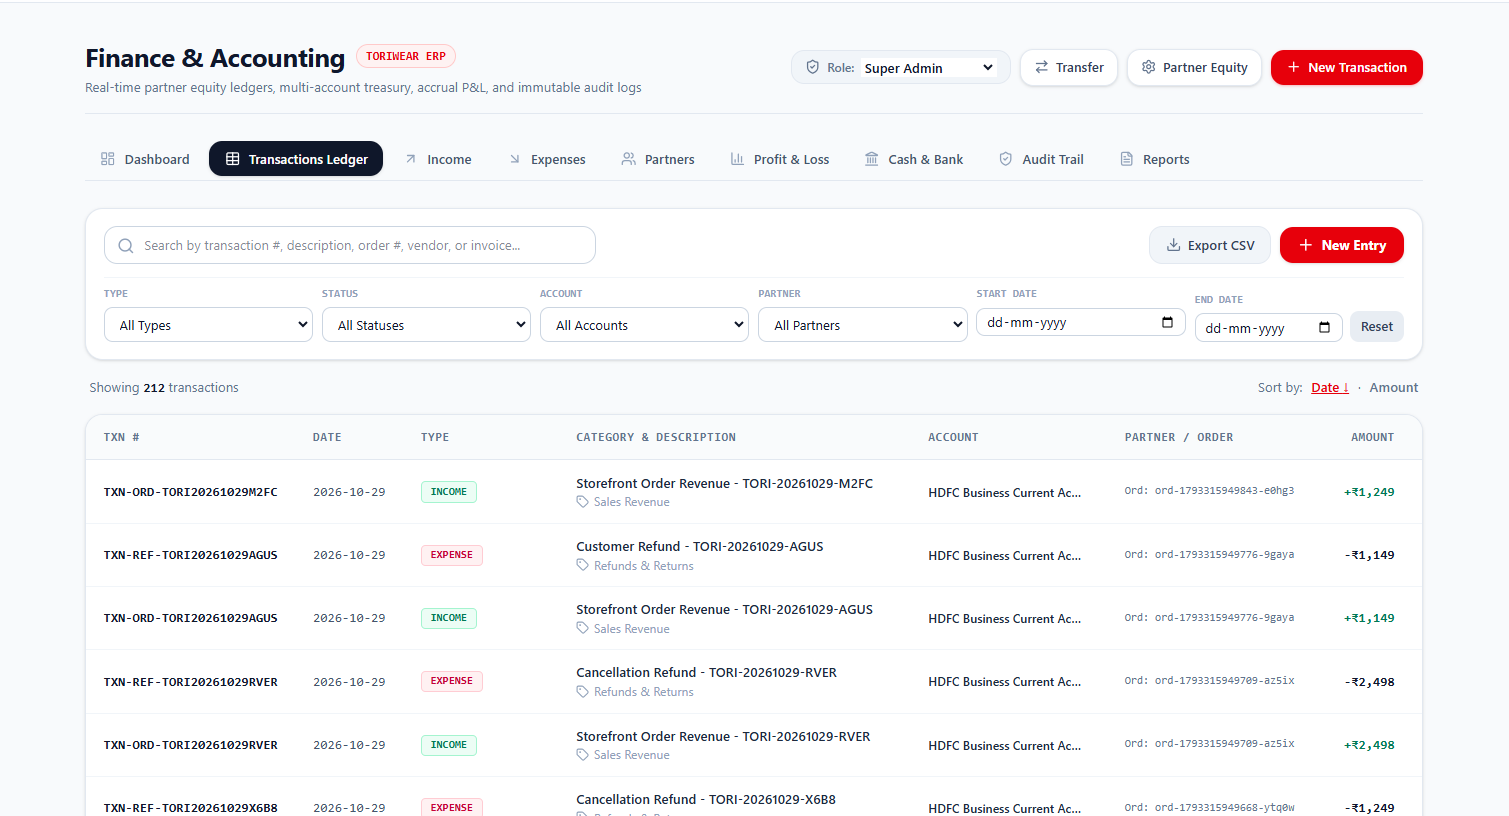 Finance & Accounting TORIWEAR ERP
Real-time partner equity ledgers, multi-account treasury, accrual P&L, and immutable audit logs
Role: Super Admin Transfer Partner Equity + New Transaction
Dashboard Transactions Ledger Income Expenses Partners Profit & Loss Cash & Bank Audit Trail Reports
Search by transaction #, description, order #, vendor, or invoice...
Export CSV + New Entry
TYPE STATUS ACCOUNT PARTNER START DATE END DATE
All Types All Statuses All Accounts All Partners dd-mm-yyyy dd-mm-yyyy Reset
Showing 212 transactions Sort by: Date ↓ · Amount
TXN # DATE TYPE CATEGORY & DESCRIPTION ACCOUNT PARTNER / ORDER AMOUNT
TXN-ORD-TORI20261029M2FC 2026-10-29 INCOME Storefront Order Revenue - TORI-20261029-M2FC HDFC Business Current Ac... Ord: ord-1793315949843-e0hg3 +₹1,249
Sales Revenue
TXN-REF-TORI20261029AGUS 2026-10-29 EXPENSE Customer Refund - TORI-20261029-AGUS HDFC Business Current Ac... Ord: ord-1793315949776-9gaya -₹1,149
Refunds & Returns
TXN-ORD-TORI20261029AGUS 2026-10-29 INCOME Storefront Order Revenue - TORI-20261029-AGUS HDFC Business Current Ac... Ord: ord-1793315949776-9gaya +₹1,149
Sales Revenue
TXN-REF-TORI20261029RVER 2026-10-29 EXPENSE Cancellation Refund - TORI-20261029-RVER HDFC Business Current Ac... Ord: ord-1793315949709-az5ix -₹2,498
Refunds & Returns
TXN-ORD-TORI20261029RVER 2026-10-29 INCOME Storefront Order Revenue - TORI-20261029-RVER HDFC Business Current Ac... Ord: ord-1793315949709-az5ix +₹2,498
Sales Revenue
TXN-REF-TORI20261029X6B8 2026-10-29 EXPENSE Cancellation Refund - TORI-20261029-X6B8 HDFC Business Current Ac... Ord: ord-1793315949668-ytq0w -₹1,249